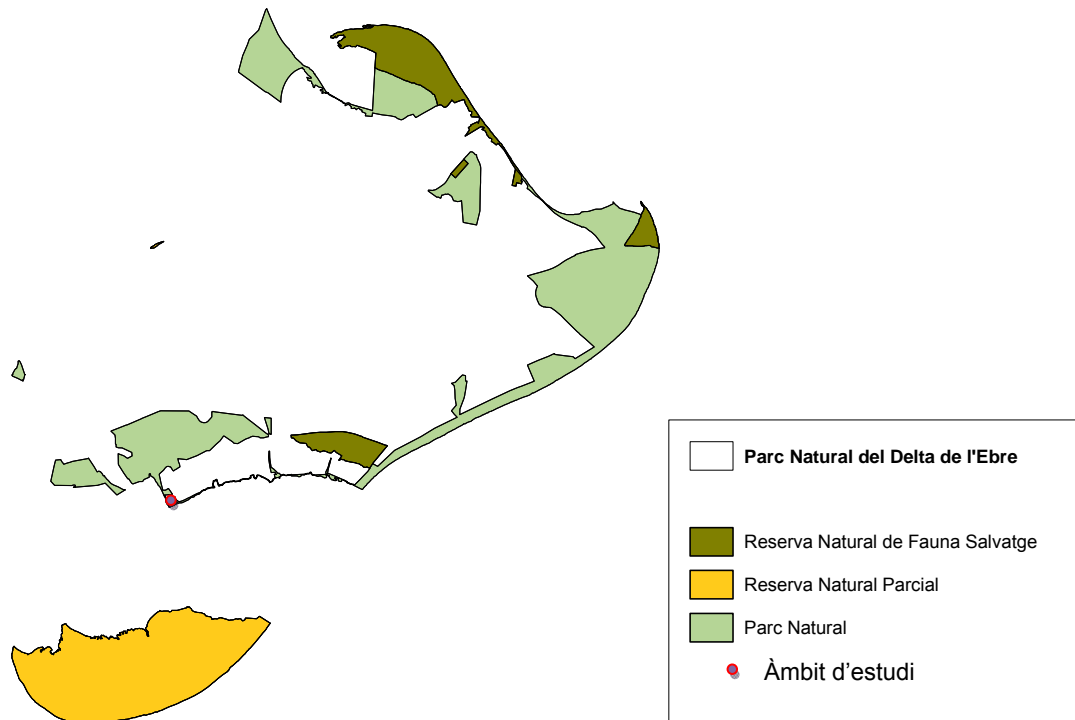 Parc Natural del Delta de l'Ebre
Reserva Natural de Fauna Salvatge
Reserva Natural Parcial
Parc Natural
Àmbit d’estudi